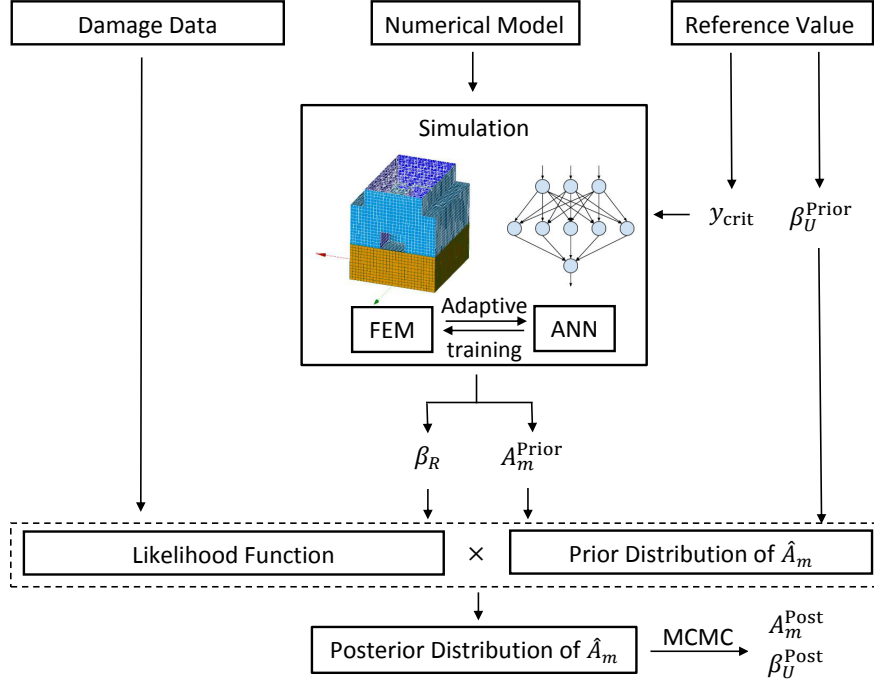 Damage Data
Numerical Model
Reference Value
Simulation
y_crit
β_U^Prior
Adaptive
FEM
ANN
training
β_R
A_m^Prior
Likelihood Function
×
Prior Distribution of Â_m
Posterior Distribution of Â_m
MCMC
A_m^Post
β_U^Post